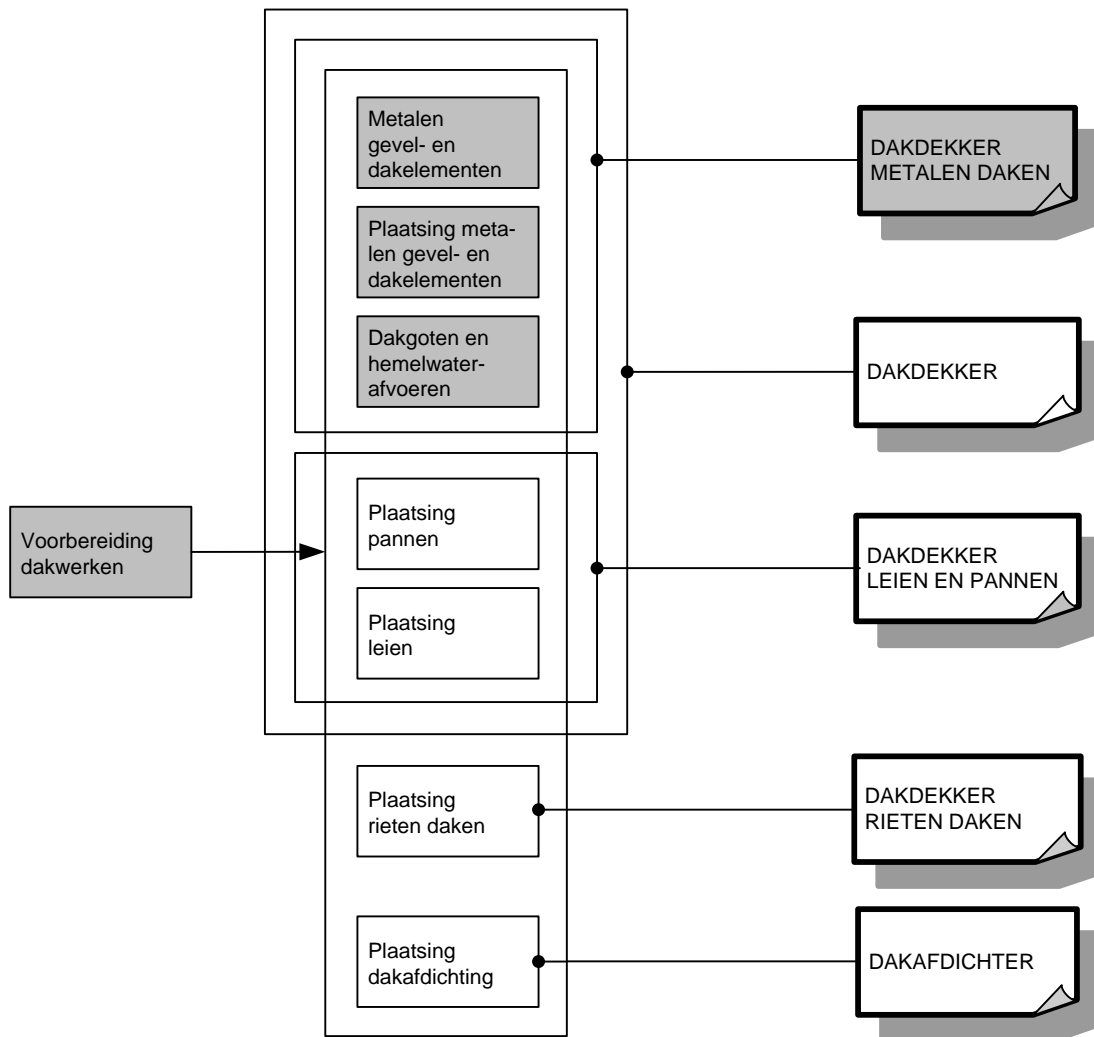 Metalen
gevel- en
dakelementen
DAKDEKKER
METALEN DAKEN
Plaatsing meta-
len gevel- en
dakelementen
Dakgoten en
hemelwater-
afvoeren
DAKDEKKER
Voorbereiding
dakwerken
Plaatsing
pannen
Plaatsing
leien
DAKDEKKER
LEIEN EN PANNEN
Plaatsing
rieten daken
DAKDEKKER
RIETEN DAKEN
Plaatsing
dakafdichting
DAKAFDICHTER